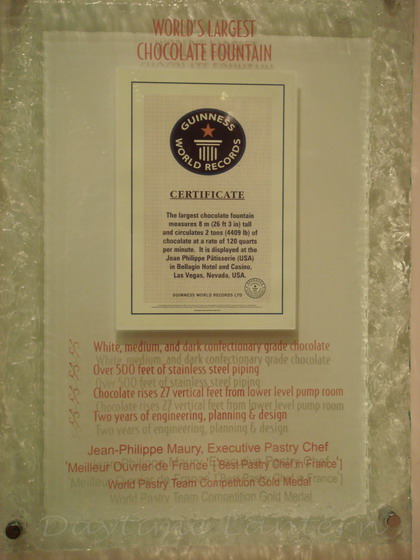 WORLD'S LARGEST
CHOCOLATE FOUNTAIN
GUINNESS
WORLD RECORDS
CERTIFICATE
The largest chocolate fountain
measures 8 m (26 ft 3 in) tall
and circulates 2 tons (4409 lb) of
chocolate at a rate of 120 quarts
per minute. It is displayed at the
Jean Philippe Pâtisserie (USA)
in Bellagio Hotel and Casino,
Las Vegas, Nevada, USA.
GUINNESS WORLD RECORDS LTD
White, medium, and dark confectionary grade chocolate
Over 500 feet of stainless steel piping
Chocolate rises 27 vertical feet from lower level pump room
Two years of engineering, planning & design
Jean-Philippe Maury, Executive Pastry Chef
'Meilleur Ouvrier de France' ['Best Pastry Chef in France']
World Pastry Team Competition Gold Medal